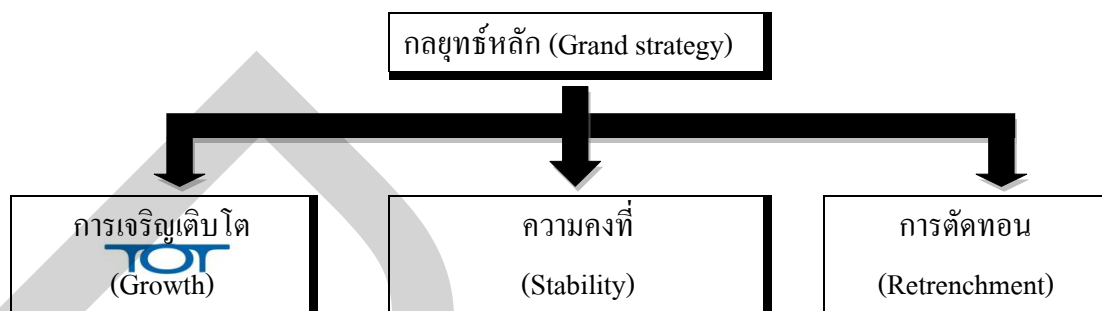 กลยุทธ์หลัก (Grand strategy)
การเจริญเติบโต
TOT
(Growth)
ความคงที่
(Stability)
การตัดทอน
(Retrenchment)